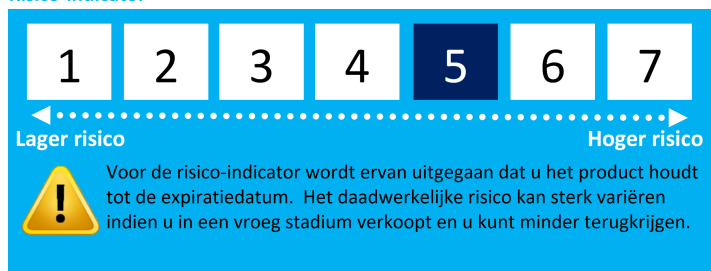 1 2 3 4 5 6 7
Lager risico Hoger risico
Voor de risico-indicator wordt ervan uitgegaan dat u het product houdt
tot de expiratiedatum. Het daadwerkelijke risico kan sterk variëren
indien u in een vroeg stadium verkoopt en u kunt minder terugkrijgen.